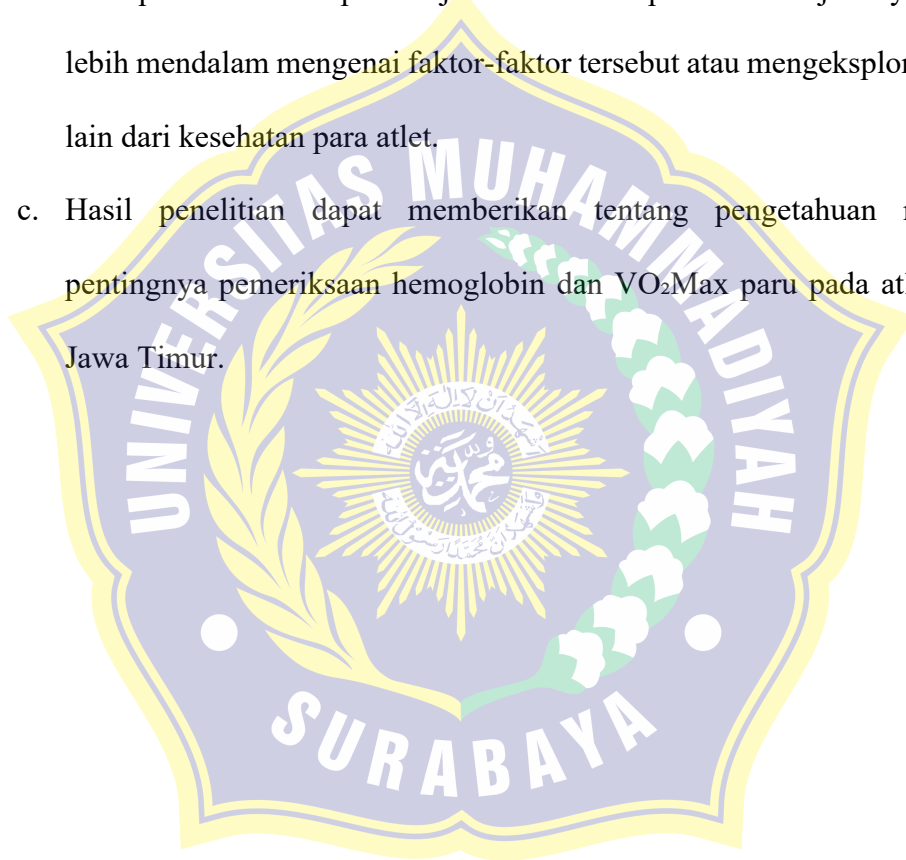 lebih mendalam mengenai faktor-faktor tersebut atau mengeksplor
lain dari kesehatan para atlet.
c. Hasil penelitian dapat memberikan tentang pengetahuan
pentingnya pemeriksaan hemoglobin dan VO₂Max paru pada
Jawa Timur.
UNIVERSITAS MUHAMMADIYAH
SURABAYA